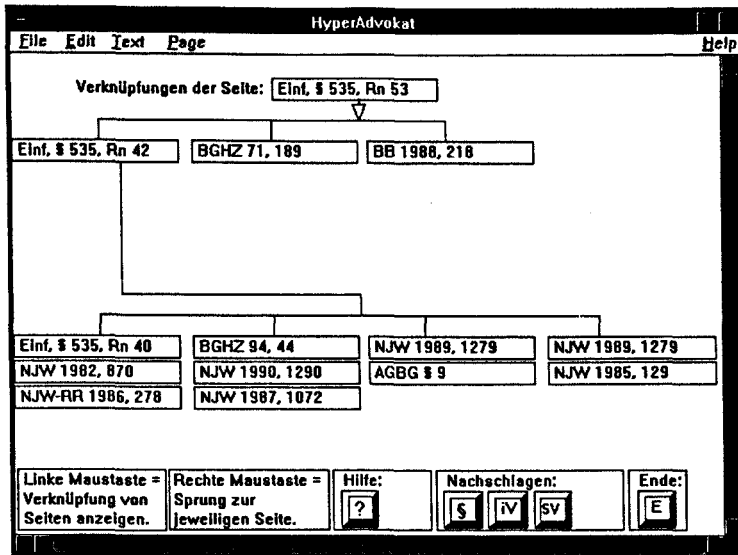 HyperAdvokat
File Edit Text Page Help
Verknüpfungen der Seite: Einf, § 535, Rn 53
Einf, § 535, Rn 42 BGHZ 71, 189 BB 1988, 218
Einf, § 535, Rn 40 BGHZ 94, 44 NJW 1989, 1279 NJW 1989, 1279
NJW 1982, 870 NJW 1990, 1290 AGBG § 9 NJW 1985, 129
NJW-RR 1986, 278 NJW 1987, 1072
Linke Maustaste = Rechte Maustaste = Hilfe: Nachschlagen: Ende:
Verknüpfung von Sprung zur ? § iV SV E
Seiten anzeigen. jeweiligen Seite.